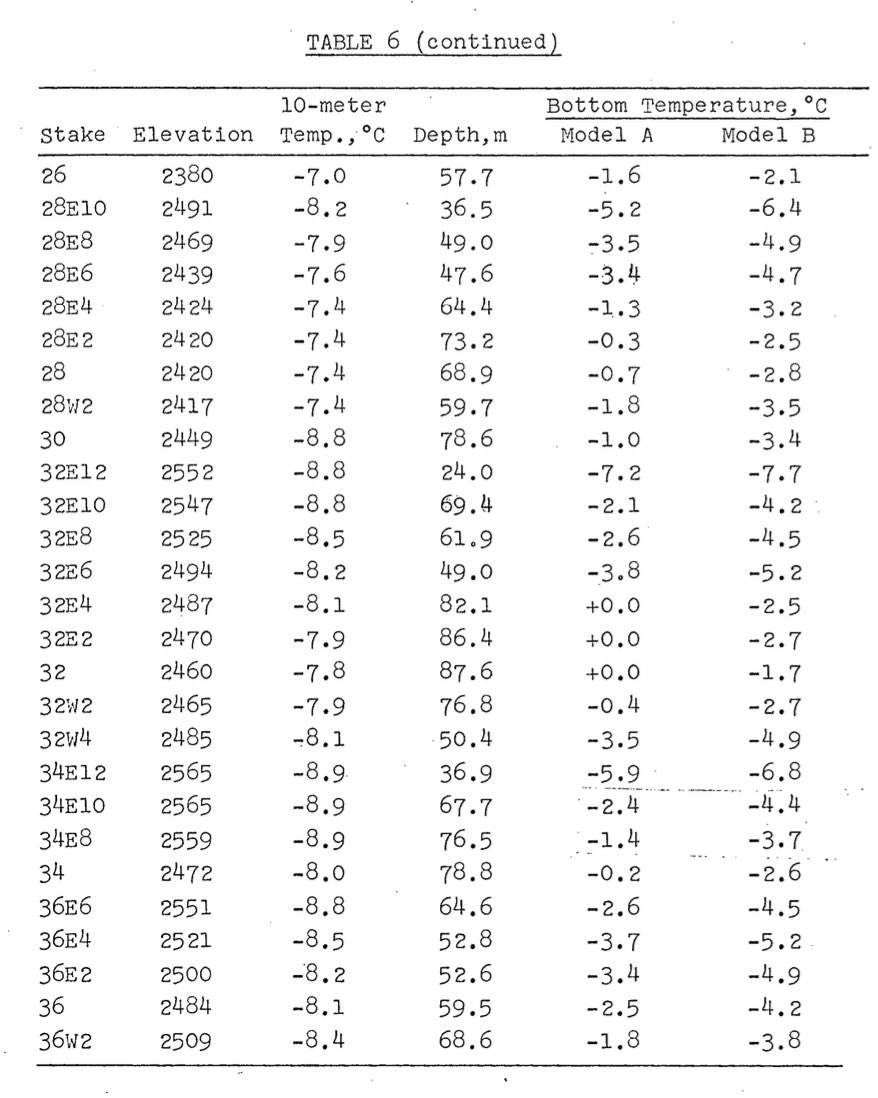 TABLE 6 (continued)
10-meter Bottom Temperature,°C
Stake Elevation Temp.,°C Depth,m Model A Model B
26 2380 -7.0 57.7 -1.6 -2.1
28E10 2491 -8.2 36.5 -5.2 -6.4
28E8 2469 -7.9 49.0 -3.5 -4.9
28E6 2439 -7.6 47.6 -3.4 -4.7
28E4 2424 -7.4 64.4 -1.3 -3.2
28E2 2420 -7.4 73.2 -0.3 -2.5
28 2420 -7.4 68.9 -0.7 -2.8
28W2 2417 -7.4 59.7 -1.8 -3.5
30 2449 -8.8 78.6 -1.0 -3.4
32E12 2552 -8.8 24.0 -7.2 -7.7
32E10 2547 -8.8 69.4 -2.1 -4.2
32E8 2525 -8.5 61.9 -2.6 -4.5
32E6 2494 -8.2 49.0 -3.8 -5.2
32E4 2487 -8.1 82.1 +0.0 -2.5
32E2 2470 -7.9 86.4 +0.0 -2.7
32 2460 -7.8 87.6 +0.0 -1.7
32W2 2465 -7.9 76.8 -0.4 -2.7
32W4 2485 -8.1 50.4 -3.5 -4.9
34E12 2565 -8.9 36.9 -5.9 -6.8
34E10 2565 -8.9 67.7 -2.4 -4.4
34E8 2559 -8.9 76.5 -1.4 -3.7
34 2472 -8.0 78.8 -0.2 -2.6
36E6 2551 -8.8 64.6 -2.6 -4.5
36E4 2521 -8.5 52.8 -3.7 -5.2
36E2 2500 -8.2 52.6 -3.4 -4.9
36 2484 -8.1 59.5 -2.5 -4.2
36W2 2509 -8.4 68.6 -1.8 -3.8